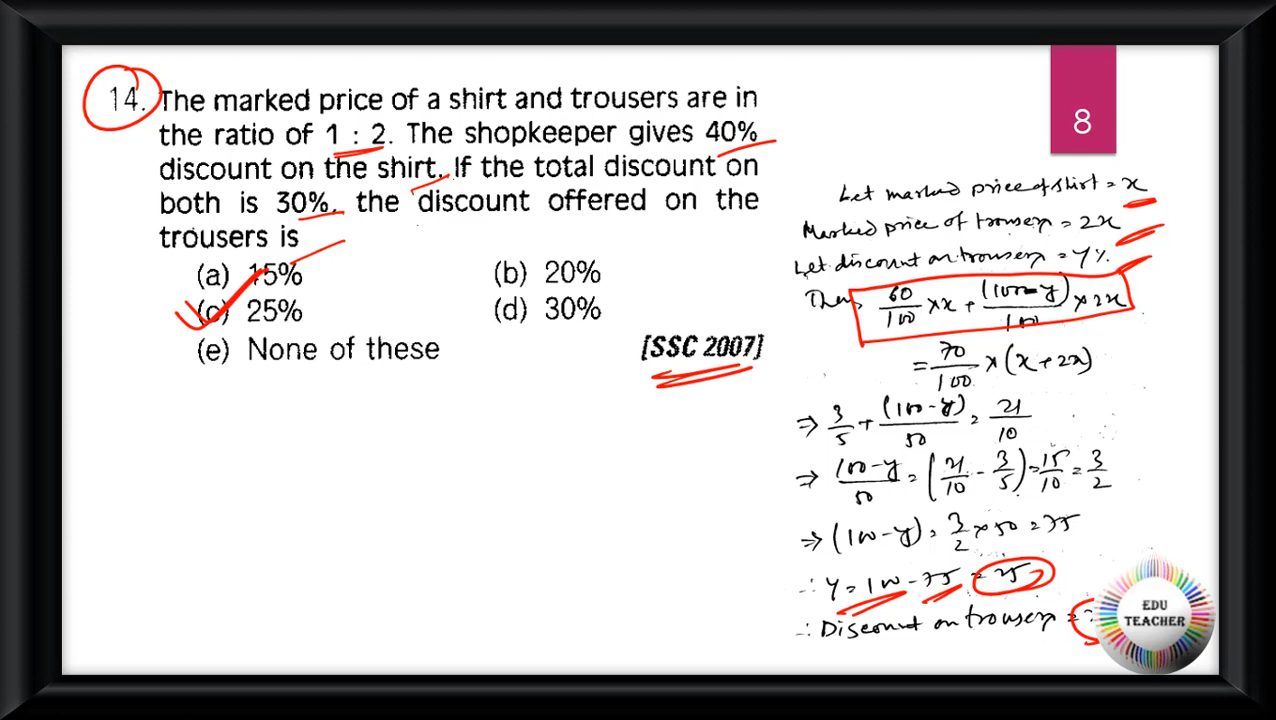 8
14. The marked price of a shirt and trousers are in
the ratio of 1 : 2. The shopkeeper gives 40%
discount on the shirt. If the total discount on
both is 30%, the discount offered on the
trousers is
(a) 15% (b) 20%
(c) 25% (d) 30%
(e) None of these [SSC 2007]
Let marked price of shirt = x
Marked price of trousers = 2x
Let discount on trousers = y%.
Then, 60/100 × x + (100-y)/100 × 2x
= 70/100 × (x+2x)
⇒ 3/5 + (100-y)/50 = 21/10
⇒ 100-y/50 = (21/10 - 3/5) = 15/10 = 3/2
⇒ (100-y) = 3/2 × 50 = 75
∴ y = 100 - 75 = 25
∴ Discount on trousers =
EDU
TEACHER